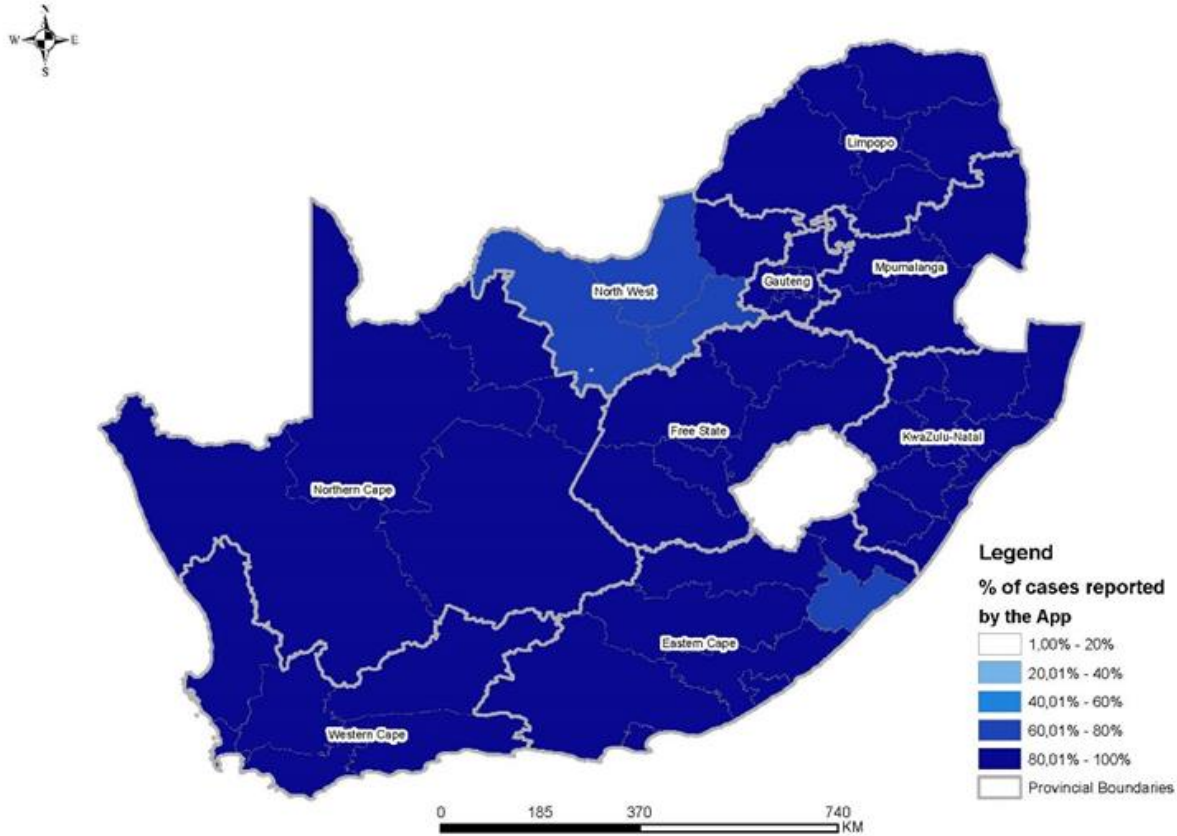 N
W E
S
Limpopo
Mpumalanga
Gauteng
North West
Free State
KwaZulu-Natal
Northern Cape
Eastern Cape
Western Cape
Legend
% of cases reported
by the App
1,00% - 20%
20,01% - 40%
40,01% - 60%
60,01% - 80%
80,01% - 100%
Provincial Boundaries
0 185 370 740
KM